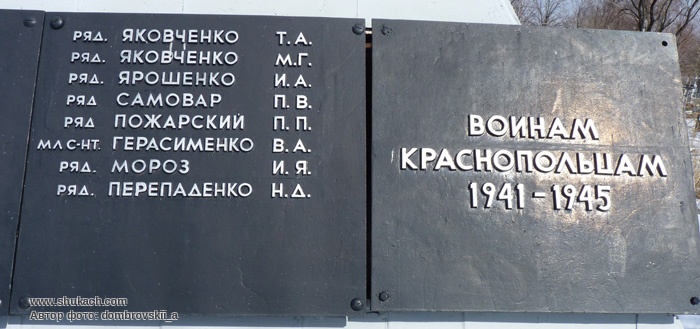 РЯД. ЯКОВЧЕНКО Т.А.
РЯД. ЯКОВЧЕНКО М.Г.
РЯД. ЯРОШЕНКО И.А.
РЯД САМОВАР П.В.
РЯД ПОЖАРСКИЙ П.П.
МЛ С-НТ. ГЕРАСИМЕНКО В.А.
РЯД. МОРОЗ И.Я.
РЯД. ПЕРЕПАДЕНКО Н.Д.
ВОИНАМ
КРАСНОПОЛЬЦАМ
1941-1945
www.shukach.com
Автор фото: dombrovskii_a